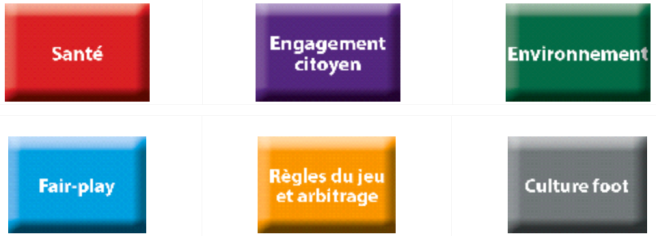 Santé
Engagement
citoyen
Environnement
Fair-play
Règles du jeu
et arbitrage
Culture foot